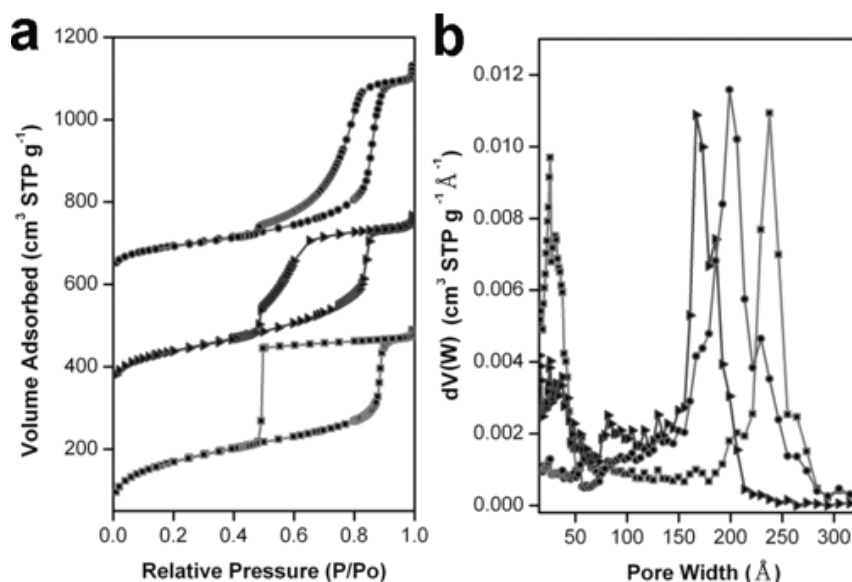 a
1200
1000
800
600
400
200
0.0 0.2 0.4 0.6 0.8 1.0
Relative Pressure (P/Po)
Volume Adsorbed (cm³ STP g⁻¹)
b
0.012
0.010
0.008
0.006
0.004
0.002
0.000
50 100 150 200 250 300
Pore Width (Å)
dV(W) (cm³ STP g⁻¹ Å⁻¹)